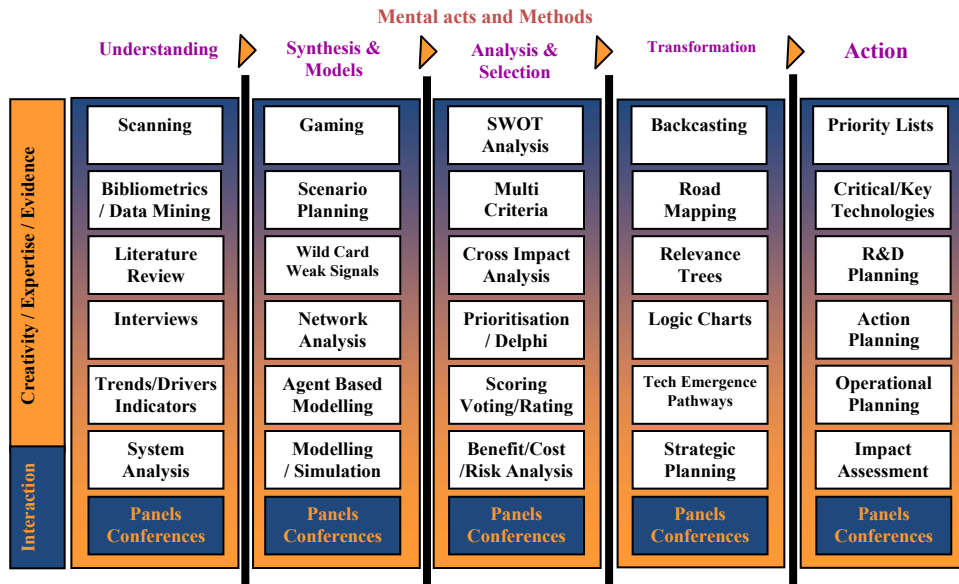 Mental acts and Methods
Understanding
Synthesis &
Models
Analysis &
Selection
Transformation
Action
Creativity / Expertise / Evidence
Interaction
Scanning
Bibliometrics
/ Data Mining
Literature
Review
Interviews
Trends/Drivers
Indicators
System
Analysis
Panels
Conferences
Gaming
Scenario
Planning
Wild Card
Weak Signals
Network
Analysis
Agent Based
Modelling
Modelling
/ Simulation
Panels
Conferences
SWOT
Analysis
Multi
Criteria
Cross Impact
Analysis
Prioritisation
/ Delphi
Scoring
Voting/Rating
Benefit/Cost
/Risk Analysis
Panels
Conferences
Backcasting
Road
Mapping
Relevance
Trees
Logic Charts
Tech Emergence
Pathways
Strategic
Planning
Panels
Conferences
Priority Lists
Critical/Key
Technologies
R&D
Planning
Action
Planning
Operational
Planning
Impact
Assessment
Panels
Conferences